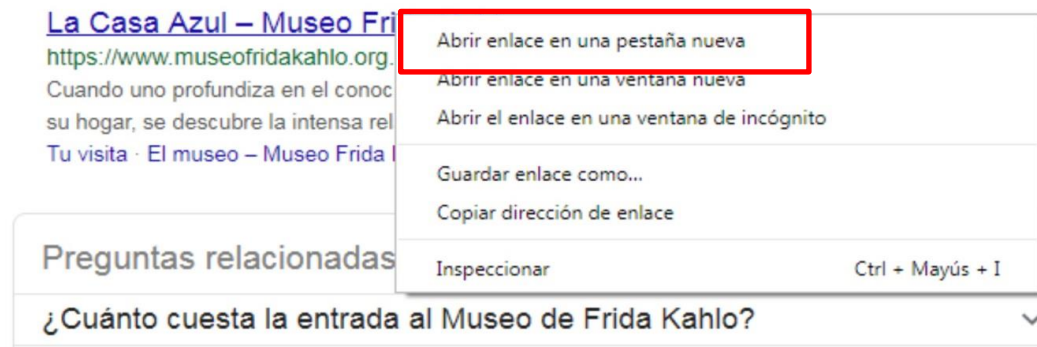 La Casa Azul – Museo Fri
https://www.museofridakahlo.org.
Cuando uno profundiza en el conoc
su hogar, se descubre la intensa rel
Tu visita · El museo – Museo Frida
Abrir enlace en una pestaña nueva
Abrir enlace en una ventana nueva
Abrir el enlace en una ventana de incógnito
Guardar enlace como...
Copiar dirección de enlace
Inspeccionar Ctrl + Mayús + I
Preguntas relacionadas
¿Cuánto cuesta la entrada al Museo de Frida Kahlo?